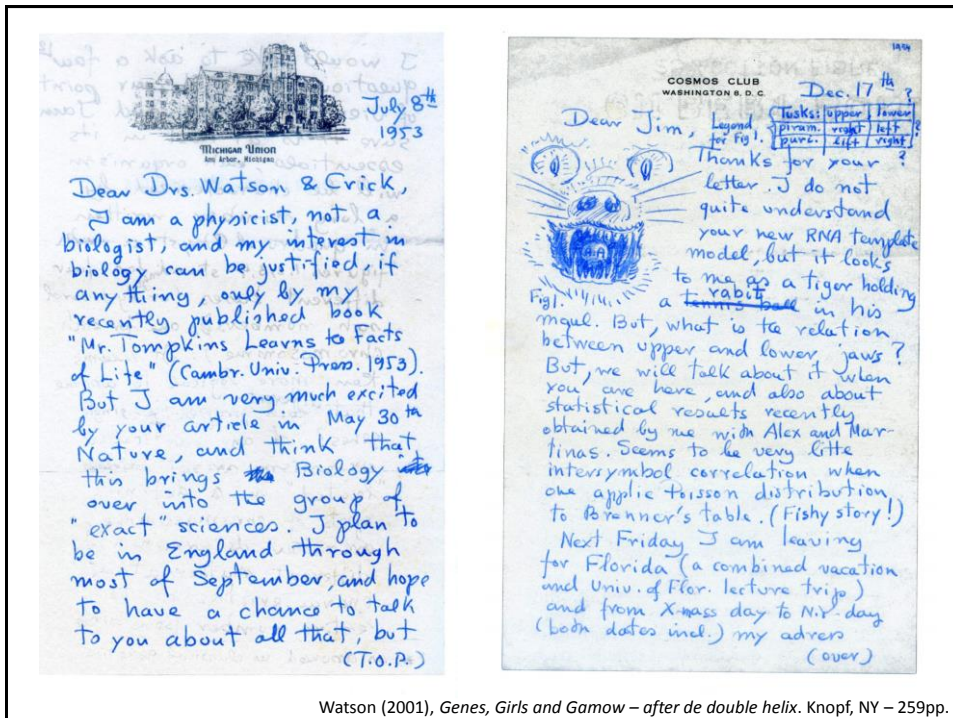 July 8th
1953
MICHIGAN UNION
Ann Arbor, Michigan
Dear Drs. Watson & Crick,
I am a physicist, not a
biologist, and my interest in
biology can be justified, if
any thing, only by my
recently published book
"Mr. Tompkins Learns to Facts
of Life" (Cambr. Univ. Press. 1953).
But I am very much excited
by your article in May 30th
Nature, and think that
this brings Biology
over into the group of
"exact" sciences. I plan to
be in England through
most of September, and hope
to have a chance to talk
to you about all that, but
(T.O.P.)
1954
COSMOS CLUB
WASHINGTON 6, D. C.
Dec. 17th
Dear Jim,
Legend
for Fig 1.
Tusks: upper lower ?
piram. right left ?
puri. left right ?
Thanks for your
letter. I do not
quite understand
your new RNA template
model, but it looks
to me as a tiger holding
Fig 1.
a tennis ball rabit in his
moul. But, what is the relation
between upper and lower jaws?
But, we will talk about it when
you are here, and also about
statistical results recently
obtained by me with Alex and Mar-
tinas. Seems to be very litte
intersymbol correlation when
one applie Poisson distribution
to Brenner's table. (Fishy story!)
Next Friday I am leaving
for Florida (a combined vacation
and Univ. of Flor. lecture trip)
and from X-mass day to N.Y.-day
(both dates incl.) my adress
(over)
Watson (2001), Genes, Girls and Gamow – after de double helix. Knopf, NY – 259pp.